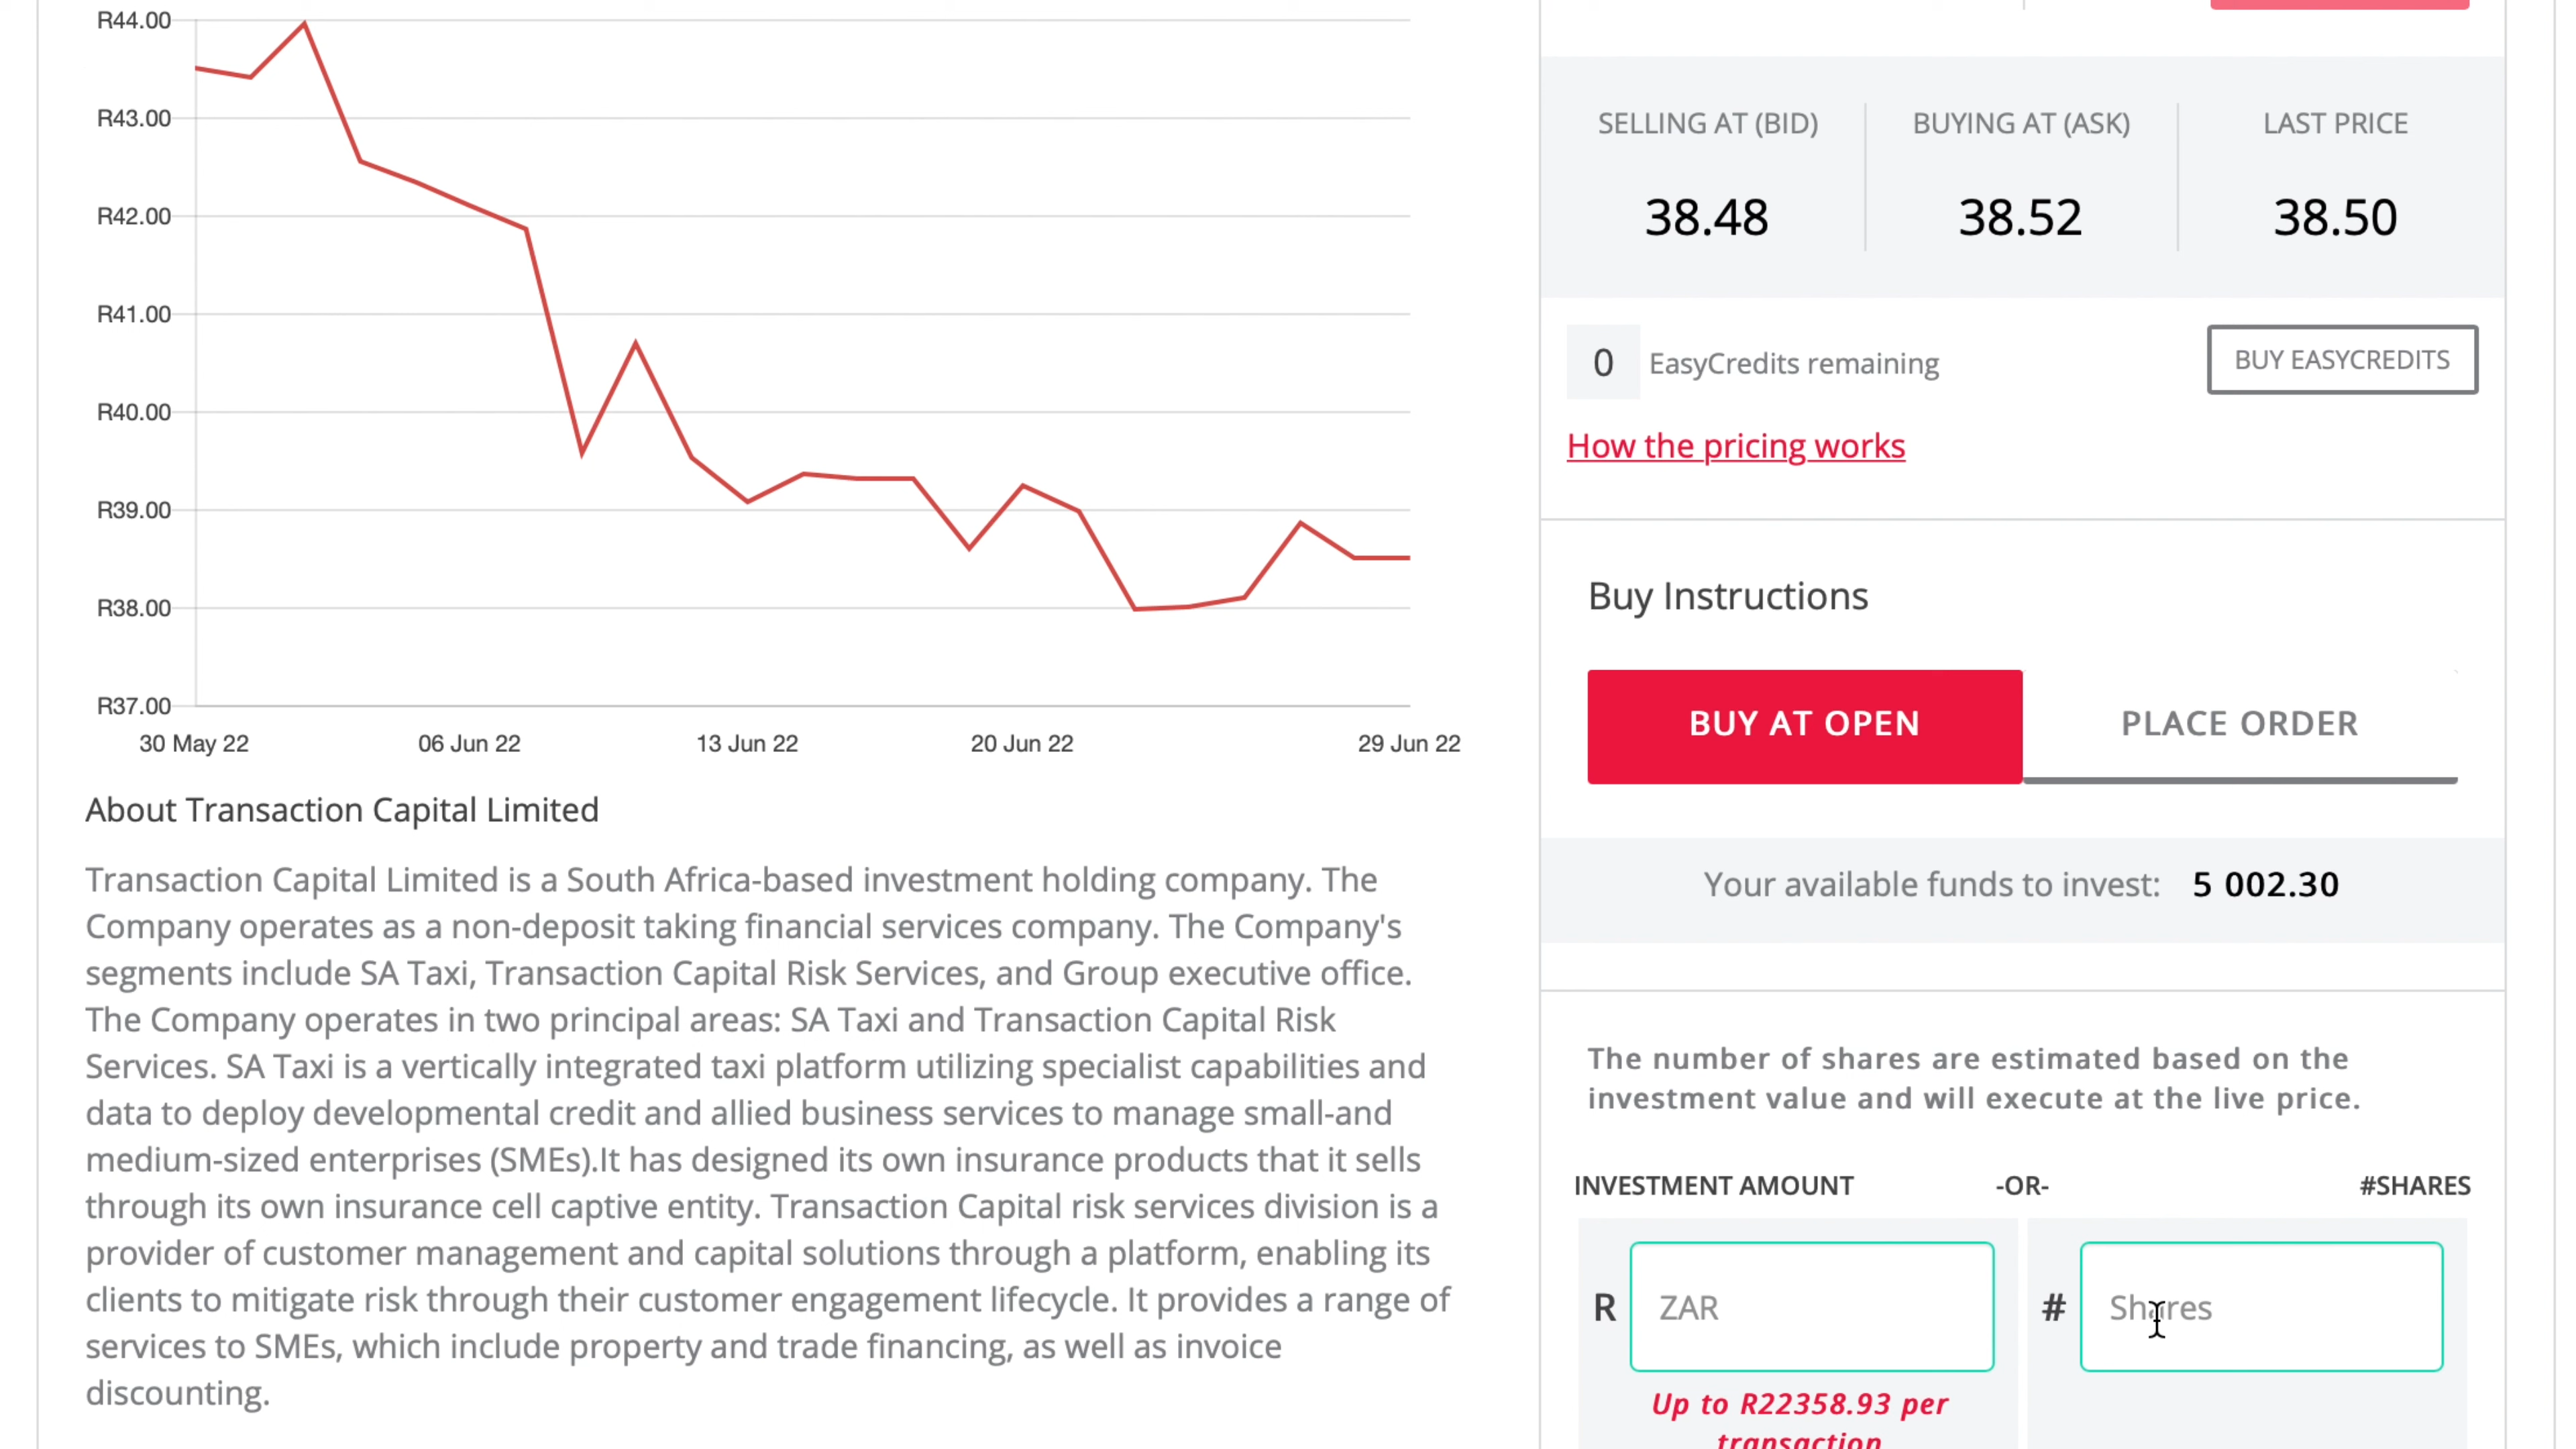 R44.00
R43.00
R42.00
R41.00
R40.00
R39.00
R38.00
R37.00
30 May 22 06 Jun 22 13 Jun 22 20 Jun 22 29 Jun 22
About Transaction Capital Limited
Transaction Capital Limited is a South Africa-based investment holding company. The
Company operates as a non-deposit taking financial services company. The Company's
segments include SA Taxi, Transaction Capital Risk Services, and Group executive office.
The Company operates in two principal areas: SA Taxi and Transaction Capital Risk
Services. SA Taxi is a vertically integrated taxi platform utilizing specialist capabilities and
data to deploy developmental credit and allied business services to manage small-and
medium-sized enterprises (SMEs).It has designed its own insurance products that it sells
through its own insurance cell captive entity. Transaction Capital risk services division is a
provider of customer management and capital solutions through a platform, enabling its
clients to mitigate risk through their customer engagement lifecycle. It provides a range of
services to SMEs, which include property and trade financing, as well as invoice
discounting.
SELLING AT (BID) BUYING AT (ASK) LAST PRICE
38.48 38.52 38.50
0 EasyCredits remaining BUY EASYCREDITS
How the pricing works
Buy Instructions
BUY AT OPEN PLACE ORDER
Your available funds to invest: 5 002.30
The number of shares are estimated based on the
investment value and will execute at the live price.
INVESTMENT AMOUNT -OR- #SHARES
R ZAR # Shares
Up to R22358.93 per
transaction